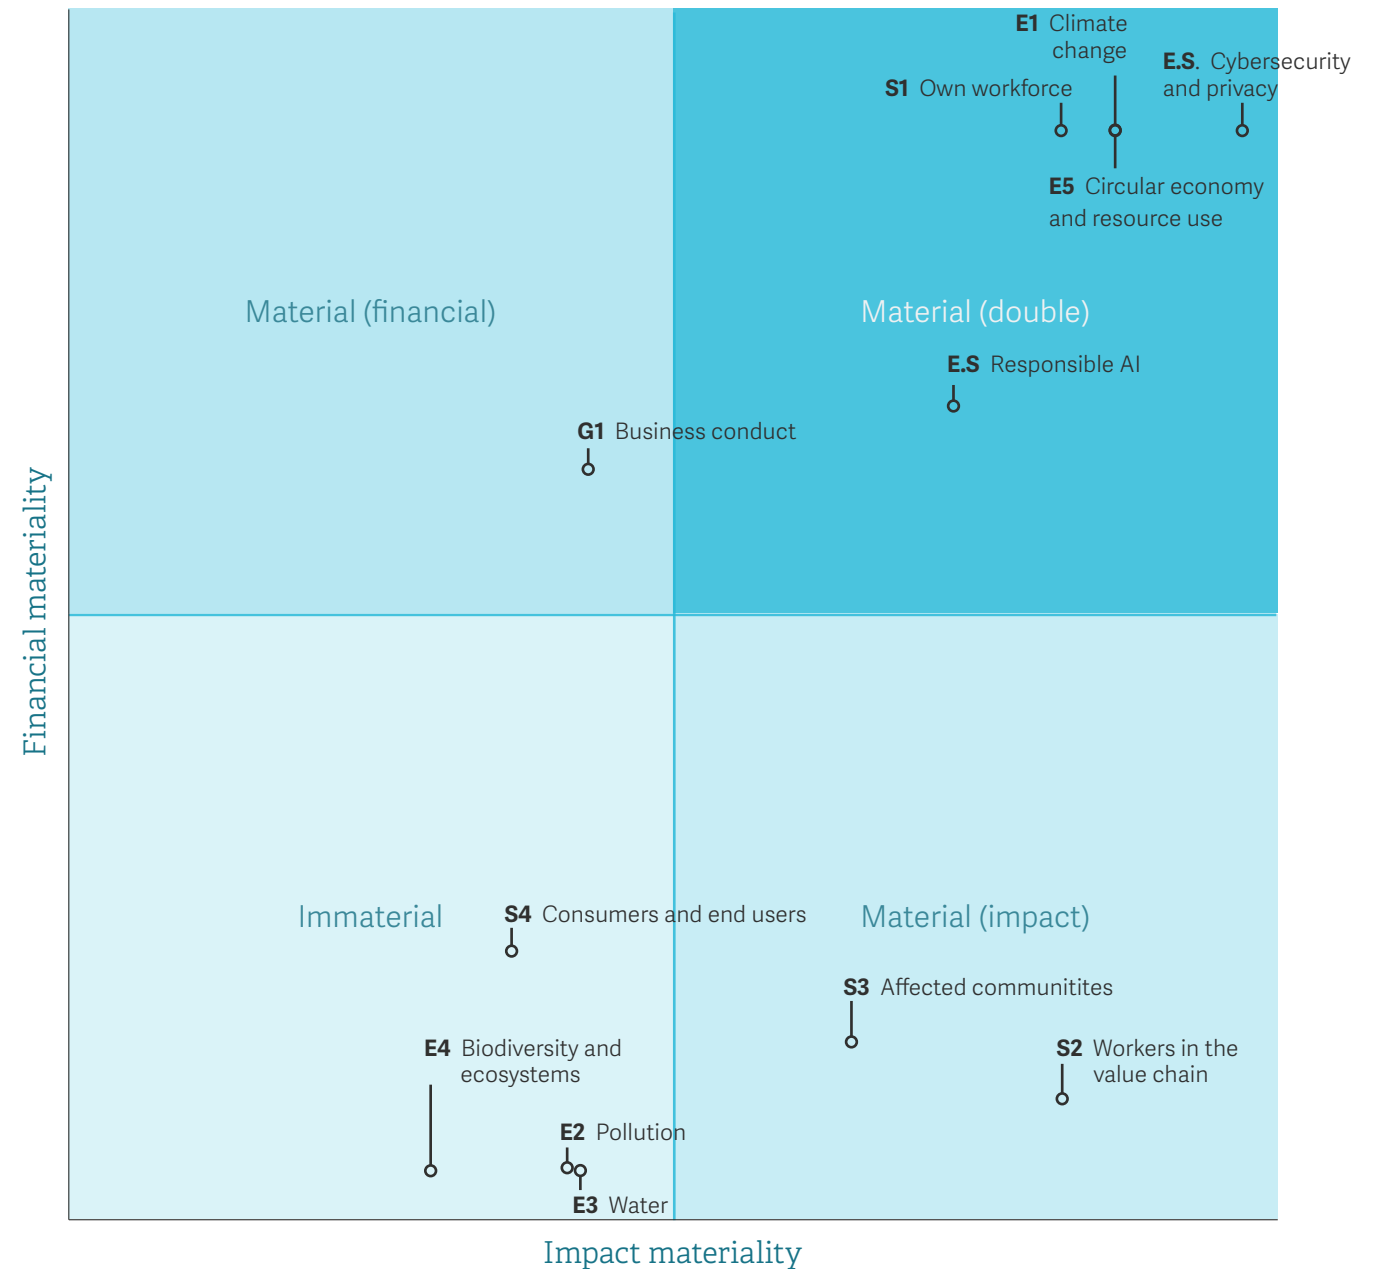 E1 Climate
change
E.S. Cybersecurity
and privacy
S1 Own workforce
E5 Circular economy
and resource use
Material (financial)
Material (double)
E.S Responsible AI
G1 Business conduct
Financial materiality
Immaterial
S4 Consumers and end users
Material (impact)
S3 Affected communitites
E4 Biodiversity and
ecosystems
S2 Workers in the
value chain
E2 Pollution
E3 Water
Impact materiality